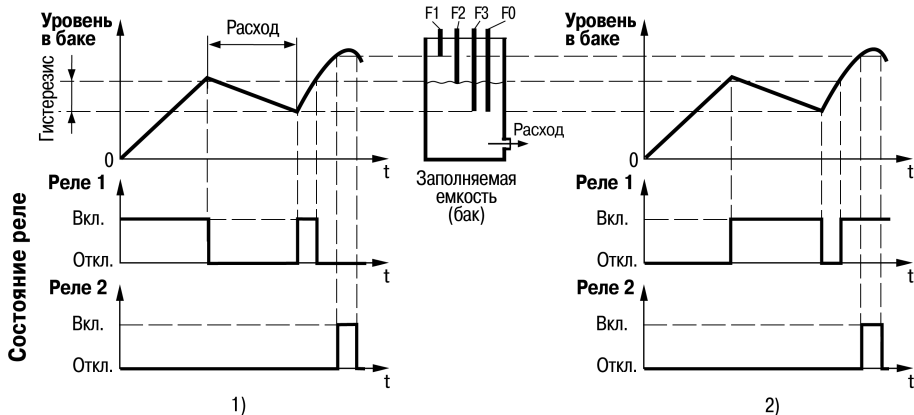 Уровень
в баке
Расход
Гистерезис
0
t
Реле 1
Вкл.
Откл.
t
Реле 2
Вкл.
Откл.
t
1)
Состояние реле
F1 F2 F3 F0
Расход
Заполняемая
емкость
(бак)
Уровень
в баке
0
t
Реле 1
Вкл.
Откл.
t
Реле 2
Вкл.
Откл.
t
2)